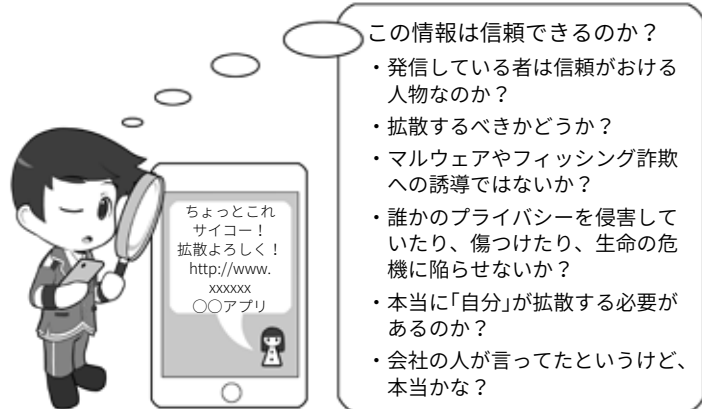 この情報は信頼できるのか？
・発信している者は信頼がおける
人物なのか？
・拡散するべきかどうか？
・マルウェアやフィッシング詐欺
への誘導ではないか？
・誰かのプライバシーを侵害して
いたり、傷つけたり、生命の危
機に陥らせないか？
・本当に「自分」が拡散する必要が
あるのか？
・会社の人が言ってたというけど、
本当かな？
ちょっとこれ
サイコー！
拡散よろしく！
http://www.
xxxxxx
○○アプリ